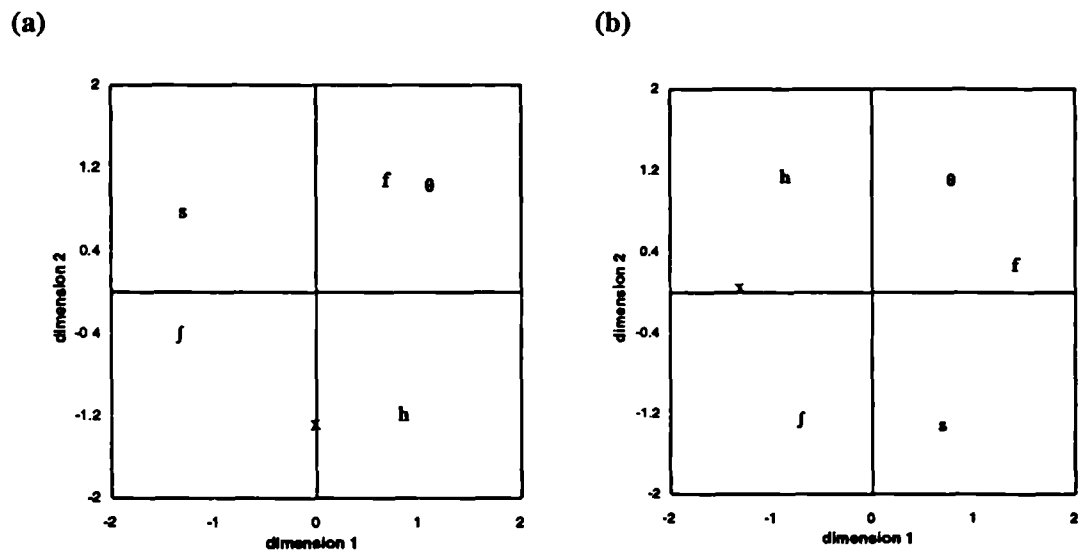 (a) (b)
2 2
1.2 1.2
f θ h θ
s
0.4 0.4
f
dimension 2 dimension 2
x
-0.4 -0.4
ʃ
-1.2 -1.2
x h ʃ s
-2 -2
-2 -1 0 1 2 -2 -1 0 1 2
dimension 1 dimension 1